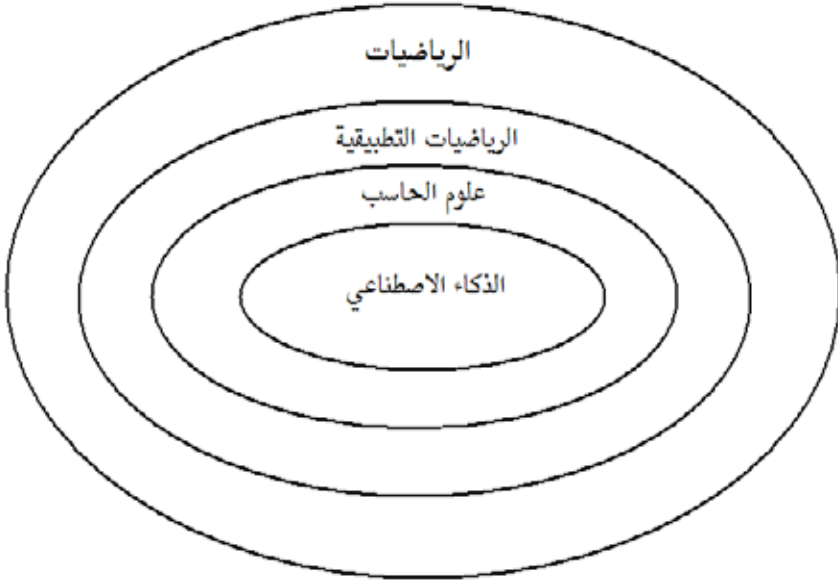 الرياضيات
الرياضيات التطبيقية
علوم الحاسب
الذكاء الاصطناعي